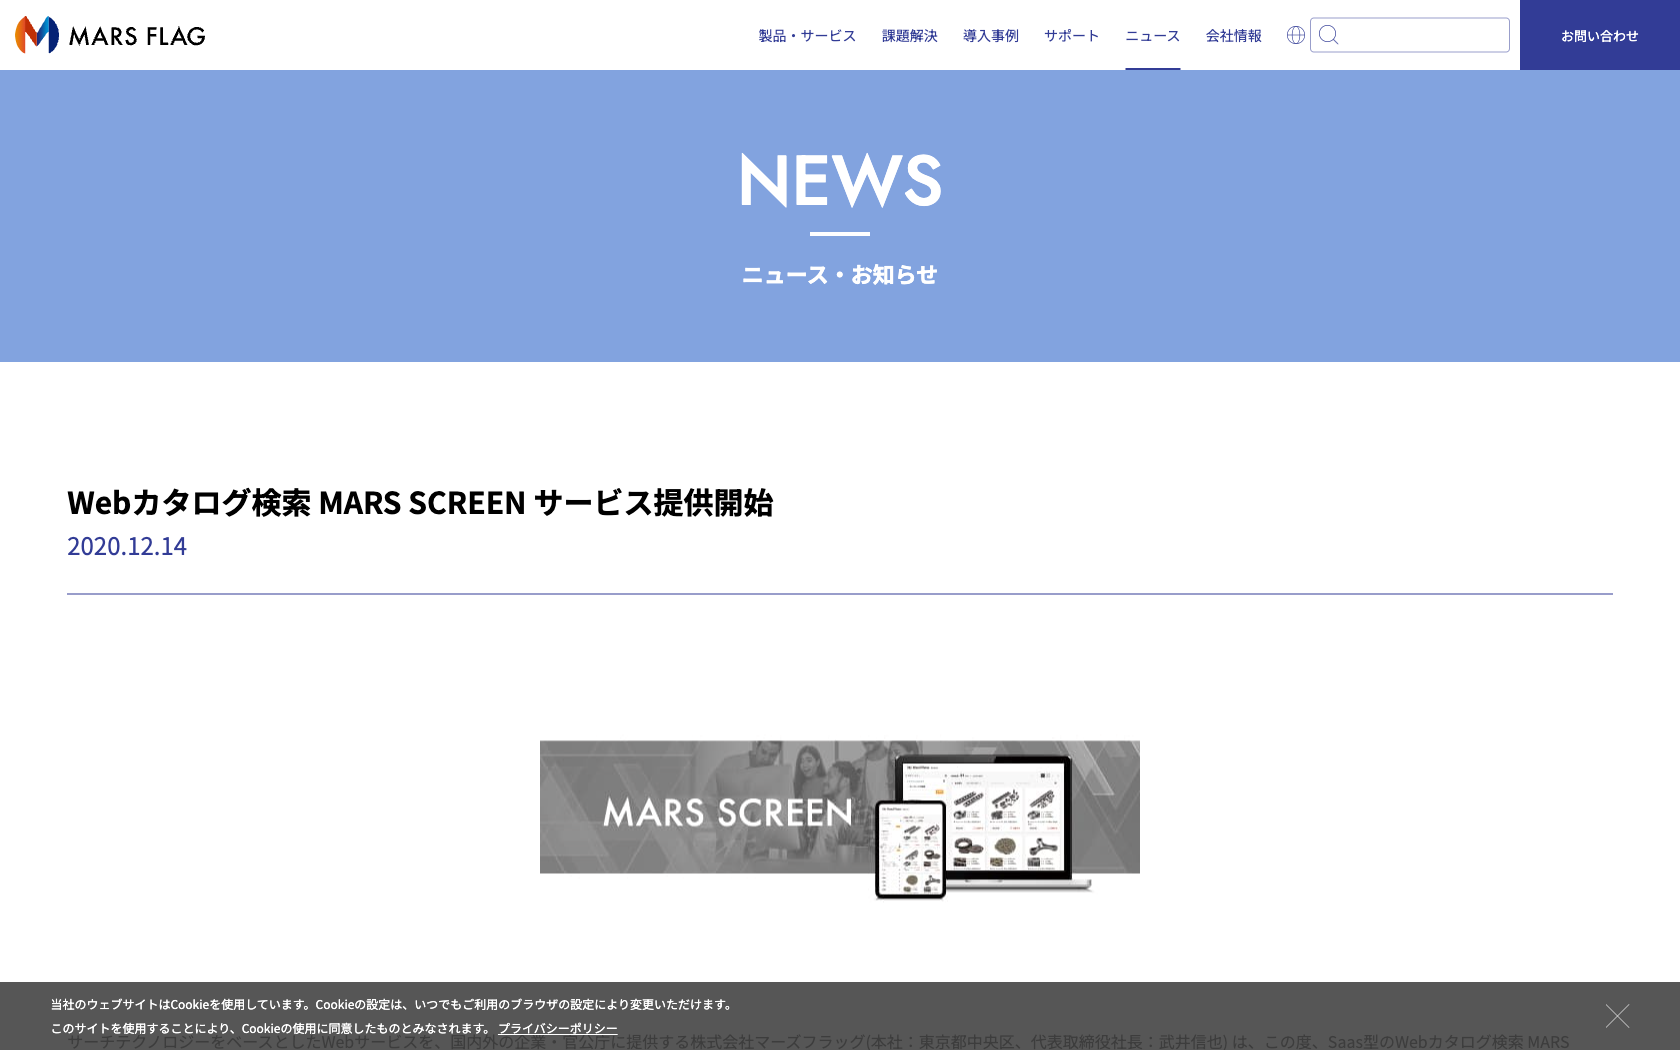 MARS FLAG
製品・サービス 課題解決 導入事例 サポート ニュース 会社情報 お問い合わせ
NEWS
ニュース・お知らせ
Webカタログ検索 MARS SCREEN サービス提供開始
2020.12.14
MARS SCREEN
当社のウェブサイトはCookieを使用しています。Cookieの設定は、いつでもご利用のブラウザの設定により変更いただけます。
このサイトを使用することにより、Cookieの使用に同意したものとみなされます。 プライバシーポリシー
サーチテクノロジーをベースとしたWebサービスを、国内外の企業・官公庁に提供する株式会社マーズフラッグ(本社：東京都中央区、代表取締役社長：武井信也) は、この度、Saas型のWebカタログ検索 MARS